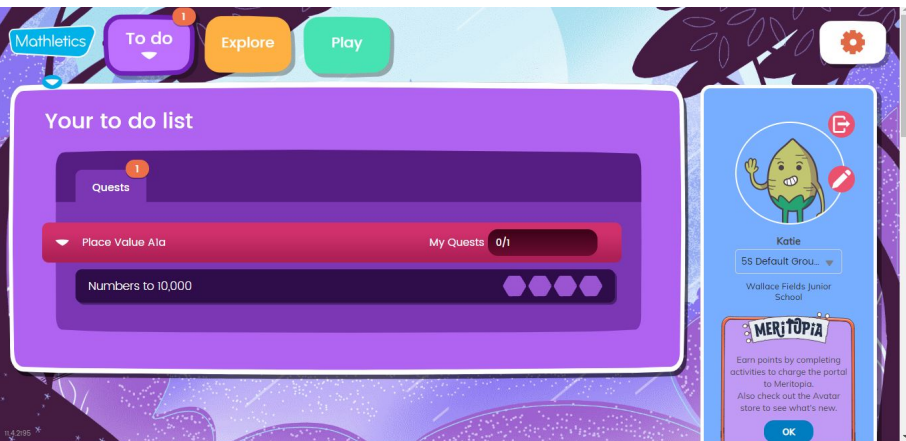 Mathletics
To do
1
Explore
Play
Your to do list
1
Quests
Place Value A1a
My Quests 0/1
Numbers to 10,000
Katie
5S Default Grou...
Wallace Fields Junior
School
MERITOPIA
Earn points by completing
activities to charge the portal
to Meritopia.
Also check out the Avatar
store to see what's new.
OK